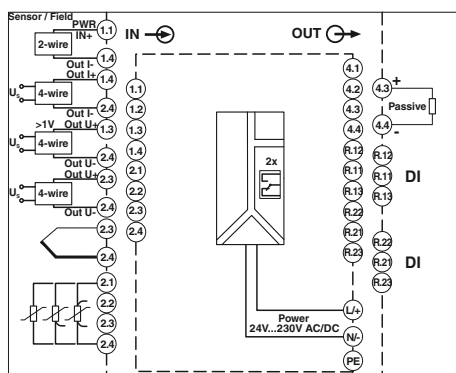 Sensor / Field
PWR
IN+
1.1
2-wire
Out I-
1.4
Out I+
1.4
Us
4-wire
Out I-
2.4
>1V
Out U+
1.3
Us
4-wire
Out U-
2.4
Out U+
2.3
Us
4-wire
Out U-
2.4
2.3
2.4
2.1
2.2
2.3
2.4
IN
OUT
1.1
1.2
1.3
1.4
2.1
2.2
2.3
2.4
2x
Power
24V...230V AC/DC
4.1
4.2
4.3
4.4
R.12
R.11
R.13
R.22
R.21
R.23
L/+
N/-
PE
4.3
+
Passive
4.4
-
R.12
R.11
DI
R.13
R.22
R.21
DI
R.23